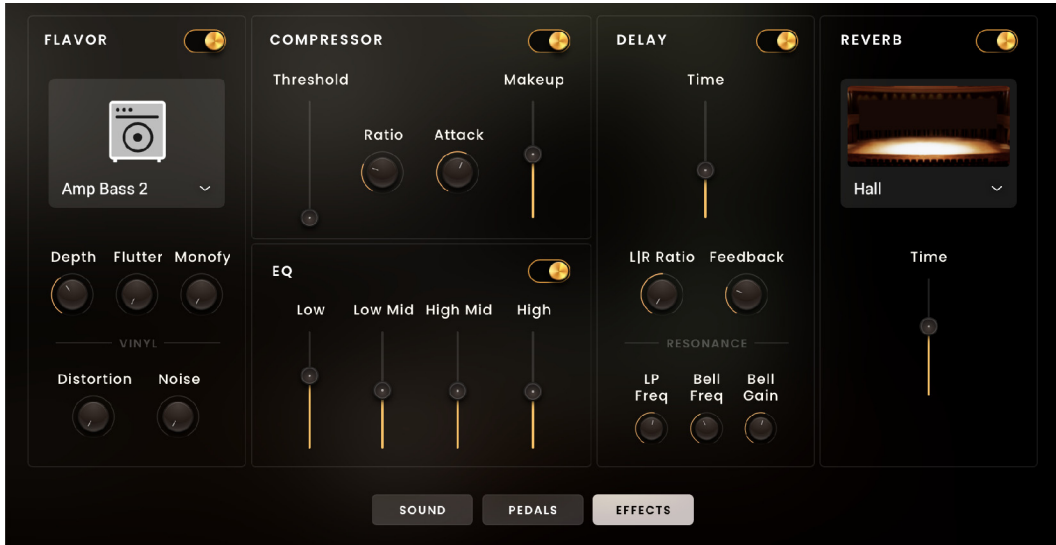 FLAVOR
Amp Bass 2
Depth Flutter Monofy
VINYL
Distortion Noise
COMPRESSOR
Threshold
Makeup
Ratio Attack
EQ
Low Low Mid High Mid High
DELAY
Time
L|R Ratio Feedback
RESONANCE
LP Bell Bell
Freq Freq Gain
REVERB
Hall
Time
SOUND PEDALS EFFECTS